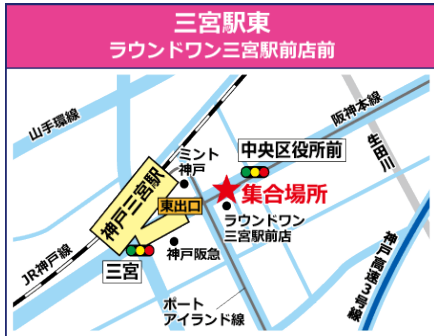 三宮駅東
ラウンドワン三宮駅前店前
山手環線
阪神本線
生田川
ミント
神戸
中央区役所前
集合場所
神戸三宮駅
東出口
ラウンドワン
三宮駅前店
三宮
神戸阪急
JR神戸線
ポート
アイランド線
神戸高速3号線